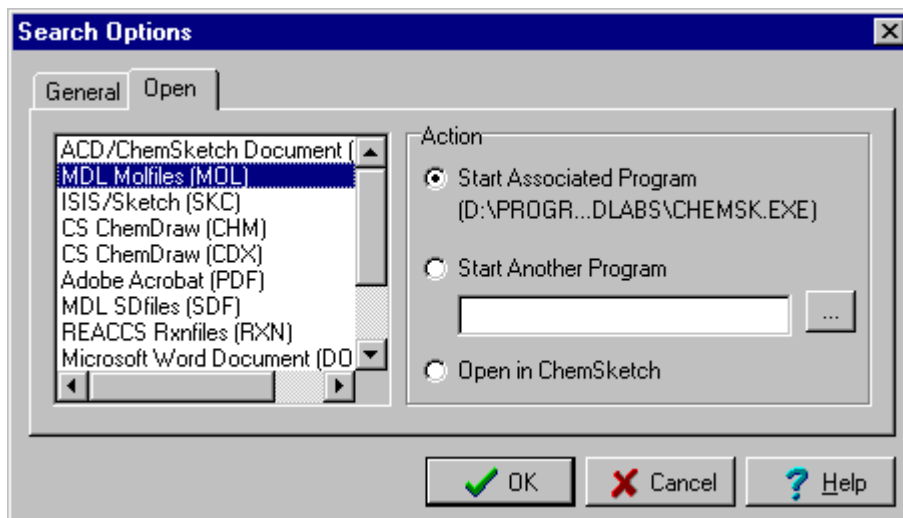 Search Options
General
Open
ACD/ChemSketch Document (
MDL Molfiles (MOL)
ISIS/Sketch (SKC)
CS ChemDraw (CHM)
CS ChemDraw (CDX)
Adobe Acrobat (PDF)
MDL SDfiles (SDF)
REACCS Rxnfiles (RXN)
Microsoft Word Document (DO
Action
Start Associated Program
(D:\PROGR...DLABS\CHEMSK.EXE)
Start Another Program
...
Open in ChemSketch
OK
Cancel
? Help